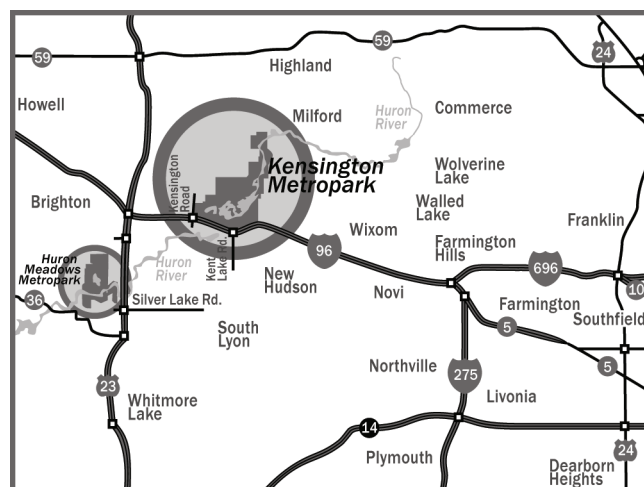 59
24
59
Highland
Howell
Milford
Huron
River
Commerce
Kensington
Metropark
Kensington
Road
Wolverine
Lake
Walled
Lake
Brighton
Franklin
Wixom
Farmington
Hills
96
Huron
Meadows
Metropark
Huron
River
Kent
Lake Rd.
New
Hudson
696
Novi
10
36
Silver Lake Rd.
Farmington
Southfield
South
Lyon
5
Northville
5
275
23
Livonia
Whitmore
Lake
14
Plymouth
24
Dearborn
Heights